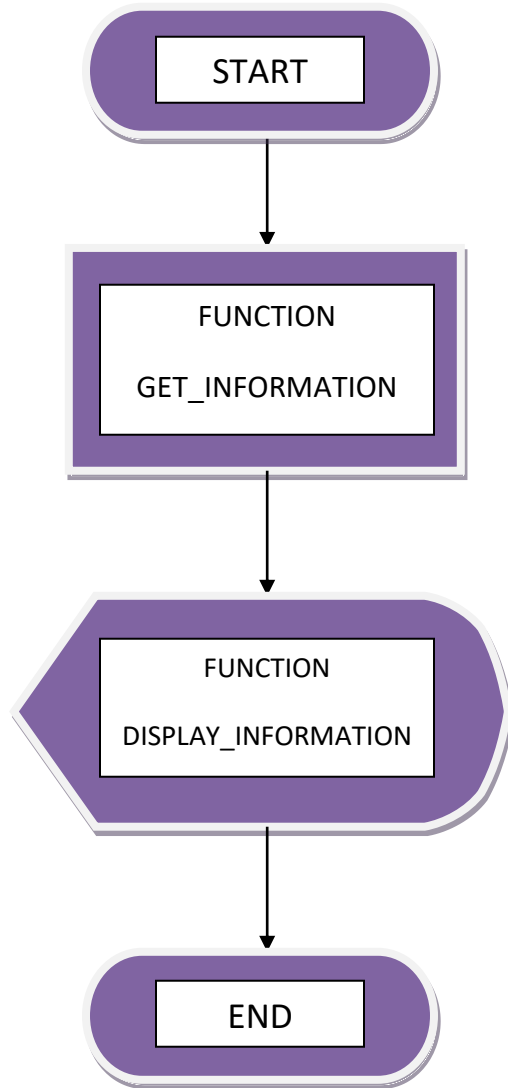 START
FUNCTION
GET_INFORMATION
FUNCTION
DISPLAY_INFORMATION
END